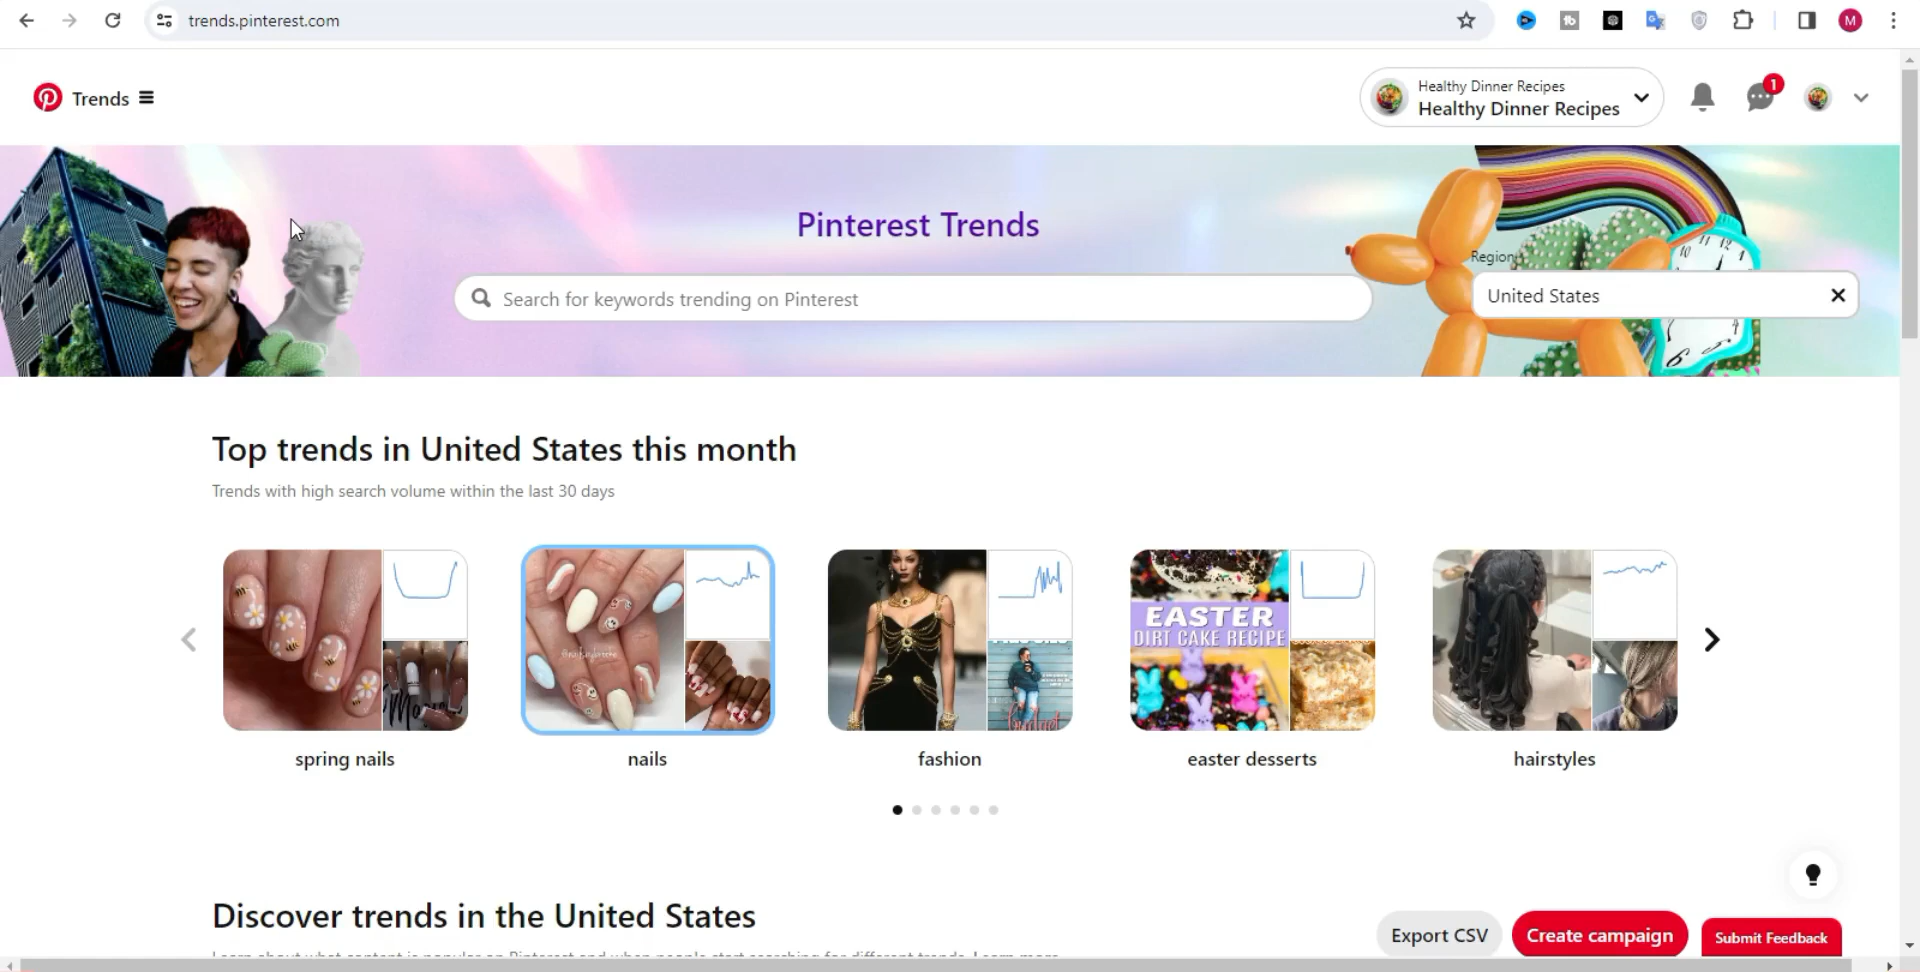 trends.pinterest.com
M
Trends
Healthy Dinner Recipes
Healthy Dinner Recipes
1
Pinterest Trends
Region
Search for keywords trending on Pinterest
United States
Top trends in United States this month
Trends with high search volume within the last 30 days
EASTER
DIRT CAKE RECIPE
spring nails
nails
fashion
easter desserts
hairstyles
Discover trends in the United States
Export CSV
Create campaign
Submit Feedback